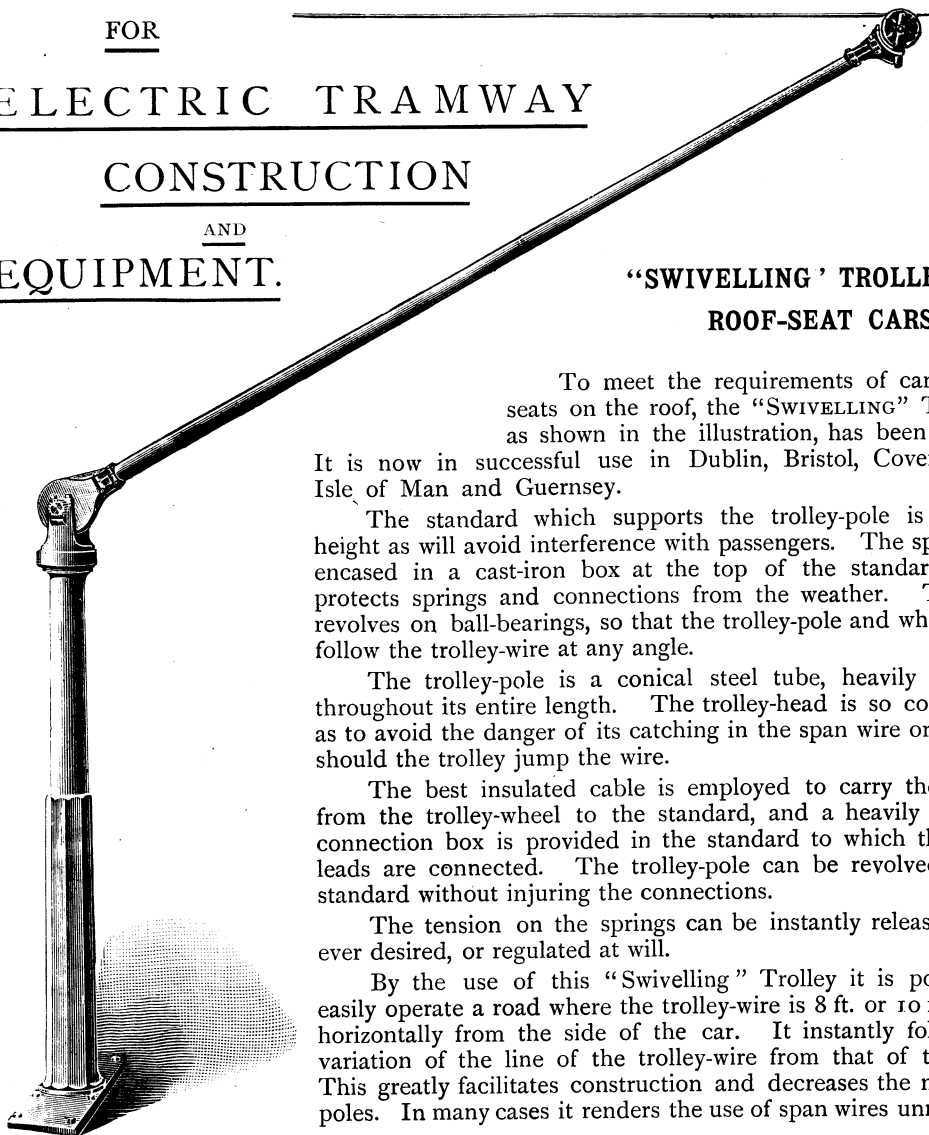 FOR
ELECTRIC TRAMWAY
CONSTRUCTION
AND
EQUIPMENT.
“SWIVELLING’ TROLLE
ROOF-SEAT CARS
To meet the requirements of car
seats on the roof, the “SWIVELLING” T
as shown in the illustration, has been
It is now in successful use in Dublin, Bristol, Cove
Isle of Man and Guernsey.
The standard which supports the trolley-pole is
height as will avoid interference with passengers. The sp
encased in a cast-iron box at the top of the standar
protects springs and connections from the weather. T
revolves on ball-bearings, so that the trolley-pole and wh
follow the trolley-wire at any angle.
The trolley-pole is a conical steel tube, heavily
throughout its entire length. The trolley-head is so co
as to avoid the danger of its catching in the span wire or
should the trolley jump the wire.
The best insulated cable is employed to carry the
from the trolley-wheel to the standard, and a heavily
connection box is provided in the standard to which th
leads are connected. The trolley-pole can be revolve
standard without injuring the connections.
The tension on the springs can be instantly releas
ever desired, or regulated at will.
By the use of this “Swivelling” Trolley it is po
easily operate a road where the trolley-wire is 8 ft. or 10
horizontally from the side of the car. It instantly fol
variation of the line of the trolley-wire from that of t
This greatly facilitates construction and decreases the n
poles. In many cases it renders the use of span wires unn